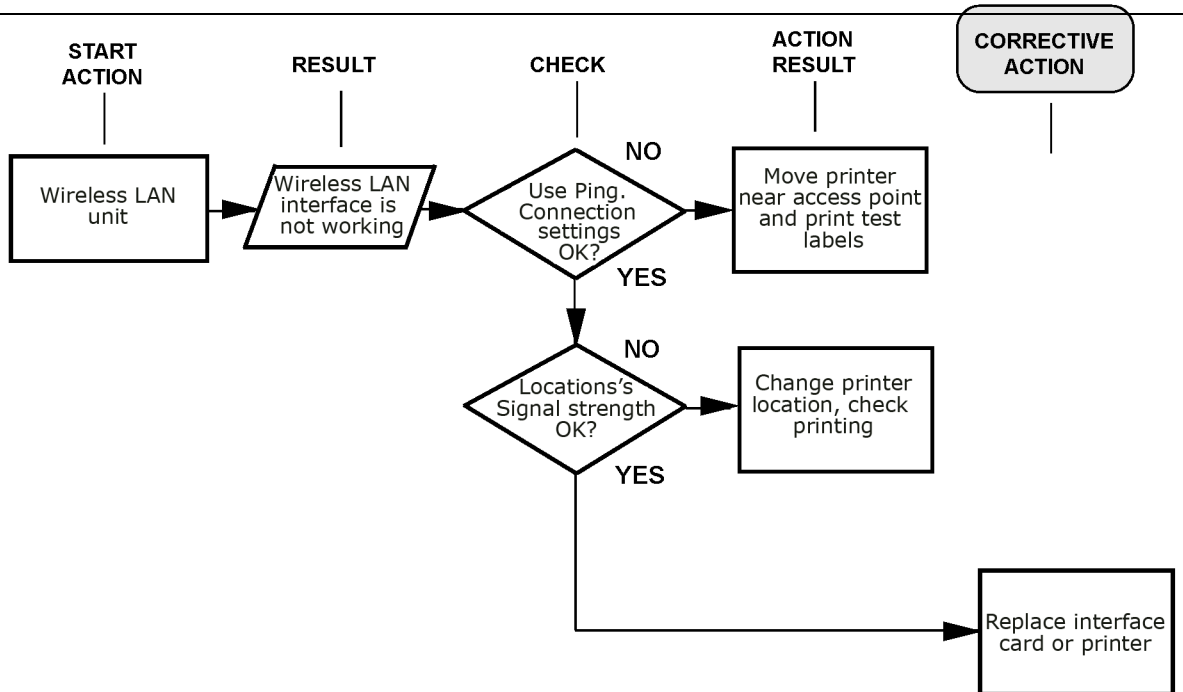 START
ACTION
RESULT
CHECK
ACTION
RESULT
CORRECTIVE
ACTION
Wireless LAN
unit
Wireless LAN
interface is
not working
Use Ping.
Connection
settings
OK?
NO
YES
Move printer
near access point
and print test
labels
Locations's
Signal strength
OK?
NO
YES
Change printer
location, check
printing
Replace interface
card or printer